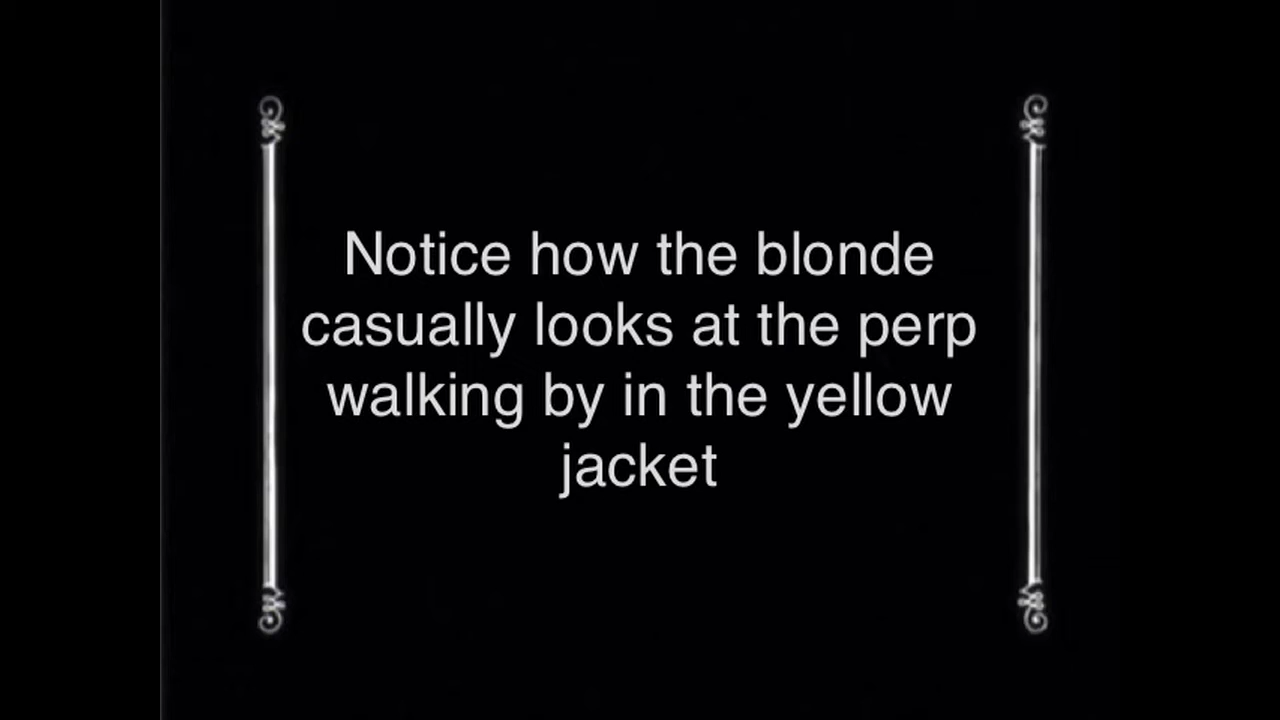 Notice how the blonde
casually looks at the perp
walking by in the yellow
jacket